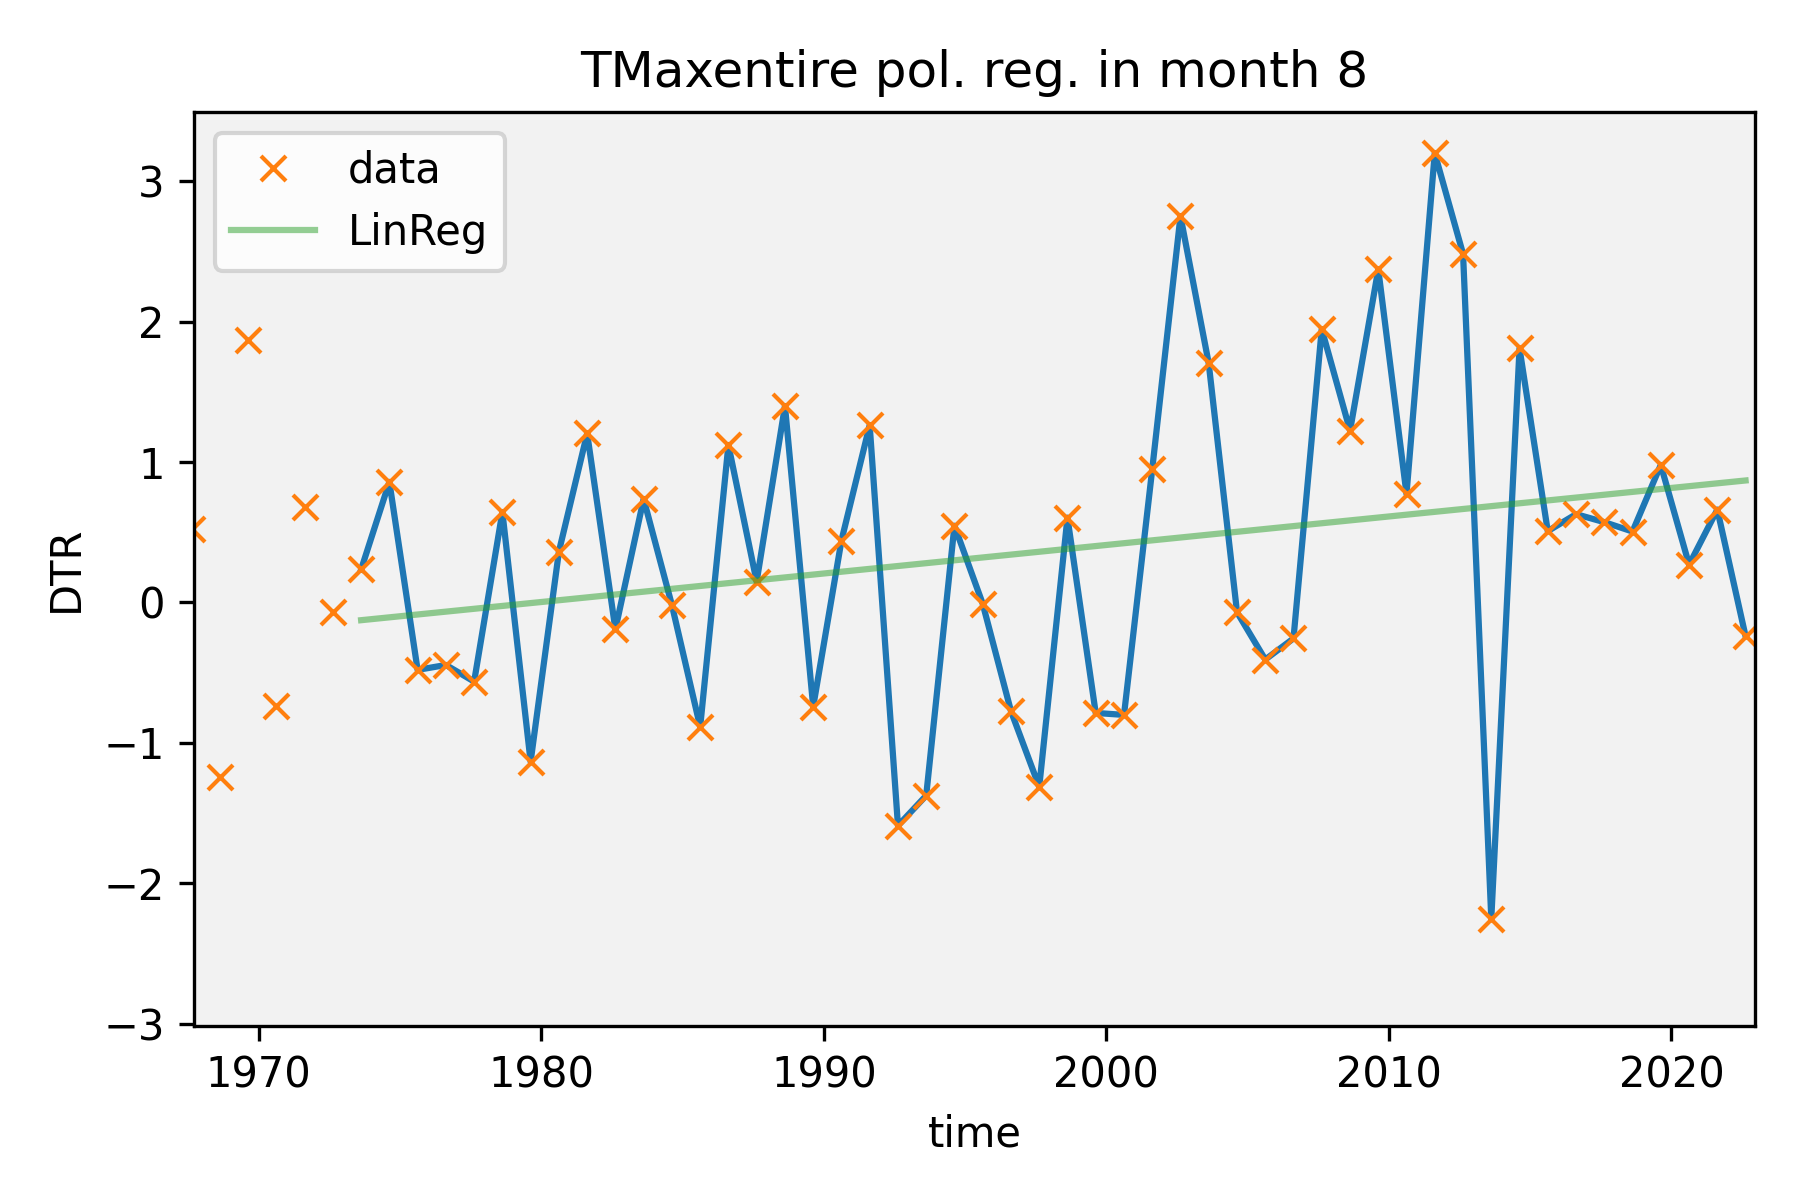 TMaxentire pol. reg. in month 8
data
LinReg
3
2
1
0
−1
−2
−3
DTR
1970 1980 1990 2000 2010 2020
time